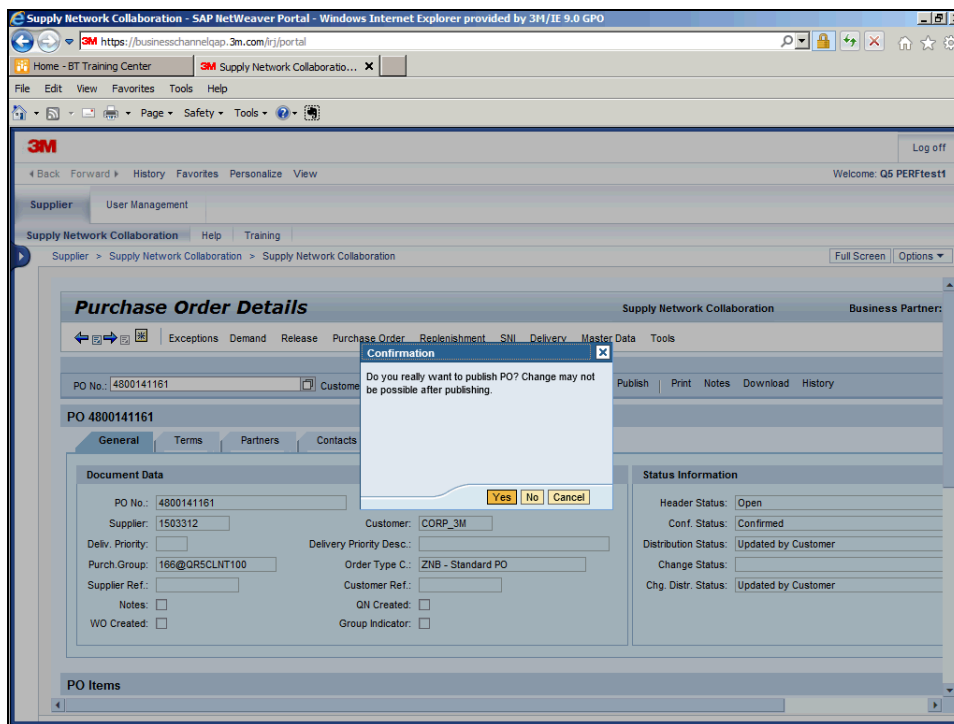 Supply Network Collaboration - SAP NetWeaver Portal - Windows Internet Explorer provided by 3M/IE 9.0 GPO
3M https://businesschannelqap.3m.com/irj/portal
Home - BT Training Center 3M Supply Network Collaboratio... X
File Edit View Favorites Tools Help
Page Safety Tools
3M Log off
Back Forward History Favorites Personalize View Welcome: Q5 PERFtest1
Supplier User Management
Supply Network Collaboration Help Training
Supplier > Supply Network Collaboration > Supply Network Collaboration Full Screen Options
Purchase Order Details Supply Network Collaboration Business Partner:
Exceptions Demand Release Purchase Order Replenishment SNI Delivery Master Data Tools
Confirmation
Do you really want to publish PO? Change may not
be possible after publishing.
Yes No Cancel
PO No.: 4800141161 Custome Publish Print Notes Download History
PO 4800141161
General Terms Partners Contacts
Document Data Status Information
PO No.: 4800141161 Header Status: Open
Supplier: 1503312 Customer: CORP_3M Conf. Status: Confirmed
Deliv. Priority: Delivery Priority Desc.: Distribution Status: Updated by Customer
Purch.Group: 166@QR5CLNT100 Order Type C.: ZNB - Standard PO Change Status:
Supplier Ref.: Customer Ref.: Chg. Distr. Status: Updated by Customer
Notes: QN Created:
WO Created: Group Indicator:
PO Items